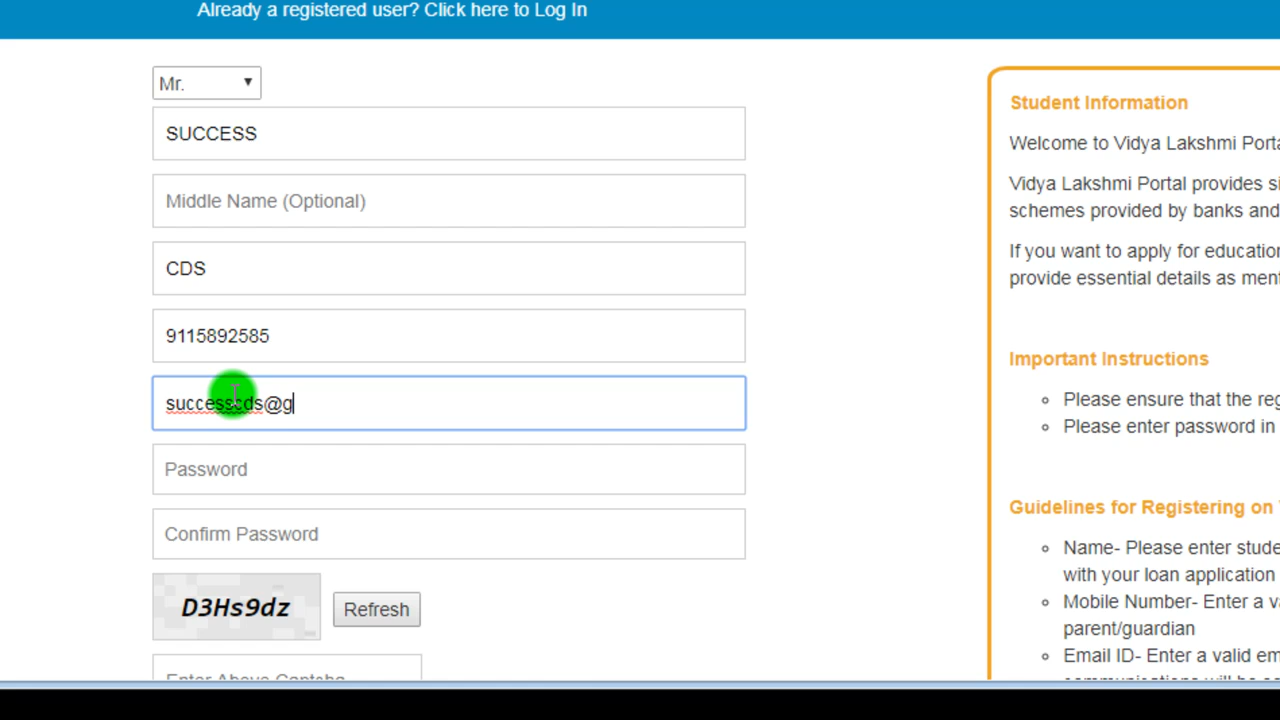 Already a registered user? Click here to Log In
Mr.
SUCCESS
Middle Name (Optional)
CDS
9115892585
successcds@g
Password
Confirm Password
D3Hs9dz
Refresh
Enter Above Captcha
Student Information
Welcome to Vidya Lakshmi Porta
Vidya Lakshmi Portal provides si
schemes provided by banks and
If you want to apply for education
provide essential details as ment
Important Instructions
Please ensure that the reg
Please enter password in
Guidelines for Registering on
Name- Please enter stude
with your loan application
Mobile Number- Enter a va
parent/guardian
Email ID- Enter a valid em
communications will be